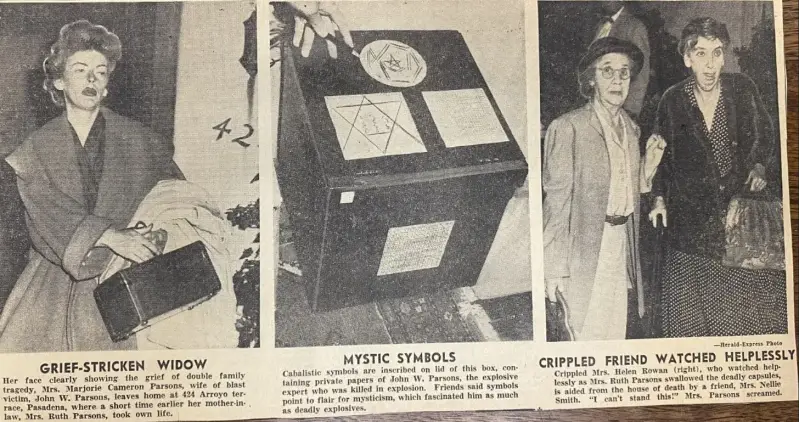 42
GRIEF-STRICKEN WIDOW
Her face clearly showing the grief of double family
tragedy, Mrs. Marjorie Cameron Parsons, wife of blast
victim, John W. Parsons, leaves home at 424 Arroyo ter-
race, Pasadena, where a short time earlier her mother-in-
law, Mrs. Ruth Parsons, took own life.
MYSTIC SYMBOLS
Cabalistic symbols are inscribed on lid of this box, con-
taining private papers of John W. Parsons, the explosive
expert who was killed in explosion. Friends said symbols
point to flair for mysticism, which fascinated him as much
as deadly explosives.
—Herald-Express Photo
CRIPPLED FRIEND WATCHED HELPLESSLY
Crippled Mrs. Helen Rowan (right), who watched help-
lessly as Mrs. Ruth Parsons swallowed the deadly capsules,
is aided from the house of death by a friend, Mrs. Nellie
Smith. "I can't stand this!" Mrs. Parsons screamed.